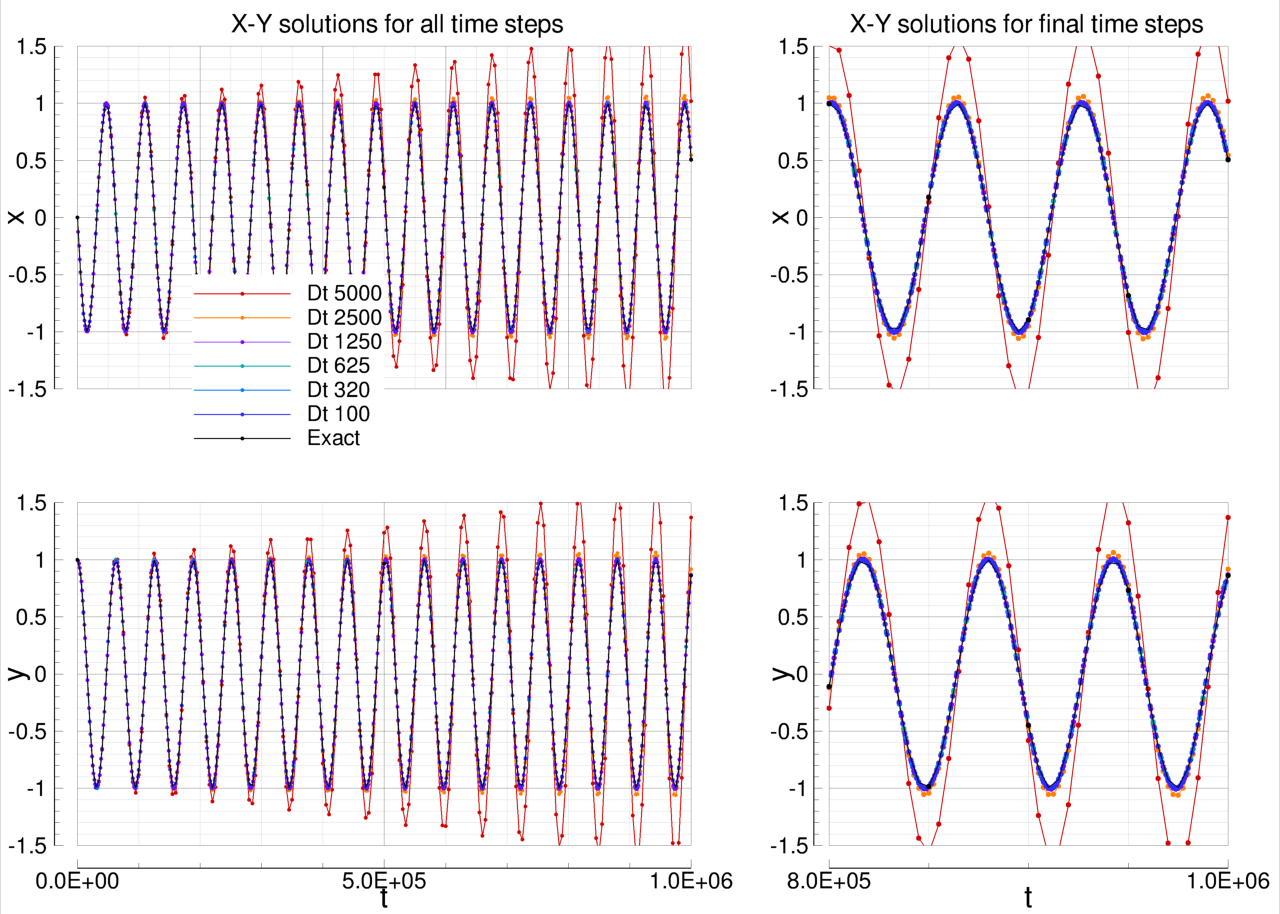 X-Y solutions for all time steps
X-Y solutions for final time steps
1.5
1
0.5
0
-0.5
-1
-1.5
x
Dt 5000
Dt 2500
Dt 1250
Dt 625
Dt 320
Dt 100
Exact
1.5
1
0.5
0
-0.5
-1
-1.5
x
1.5
1
0.5
0
-0.5
-1
-1.5
y
0.0E+00
5.0E+05
1.0E+06
t
1.5
1
0.5
0
-0.5
-1
-1.5
y
8.0E+05
1.0E+06
t